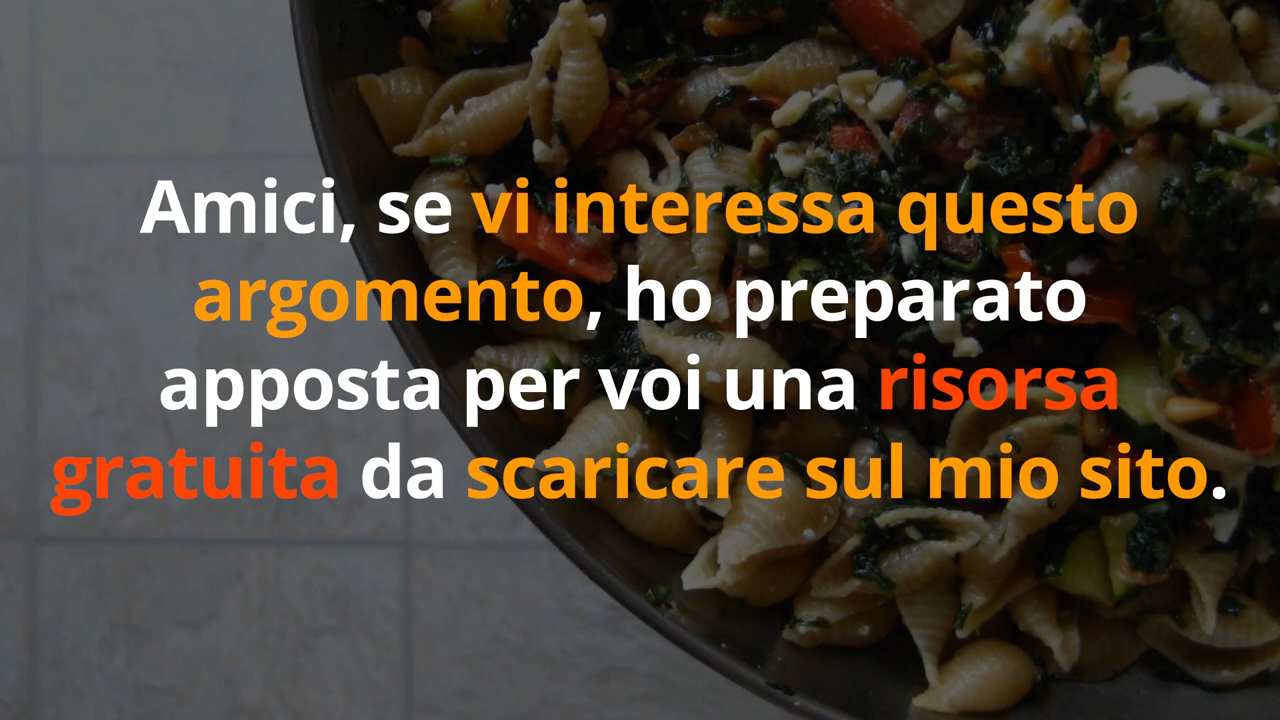 Amici, se vi interessa questo
argomento, ho preparato
apposta per voi una risorsa
gratuita da scaricare sul mio sito.